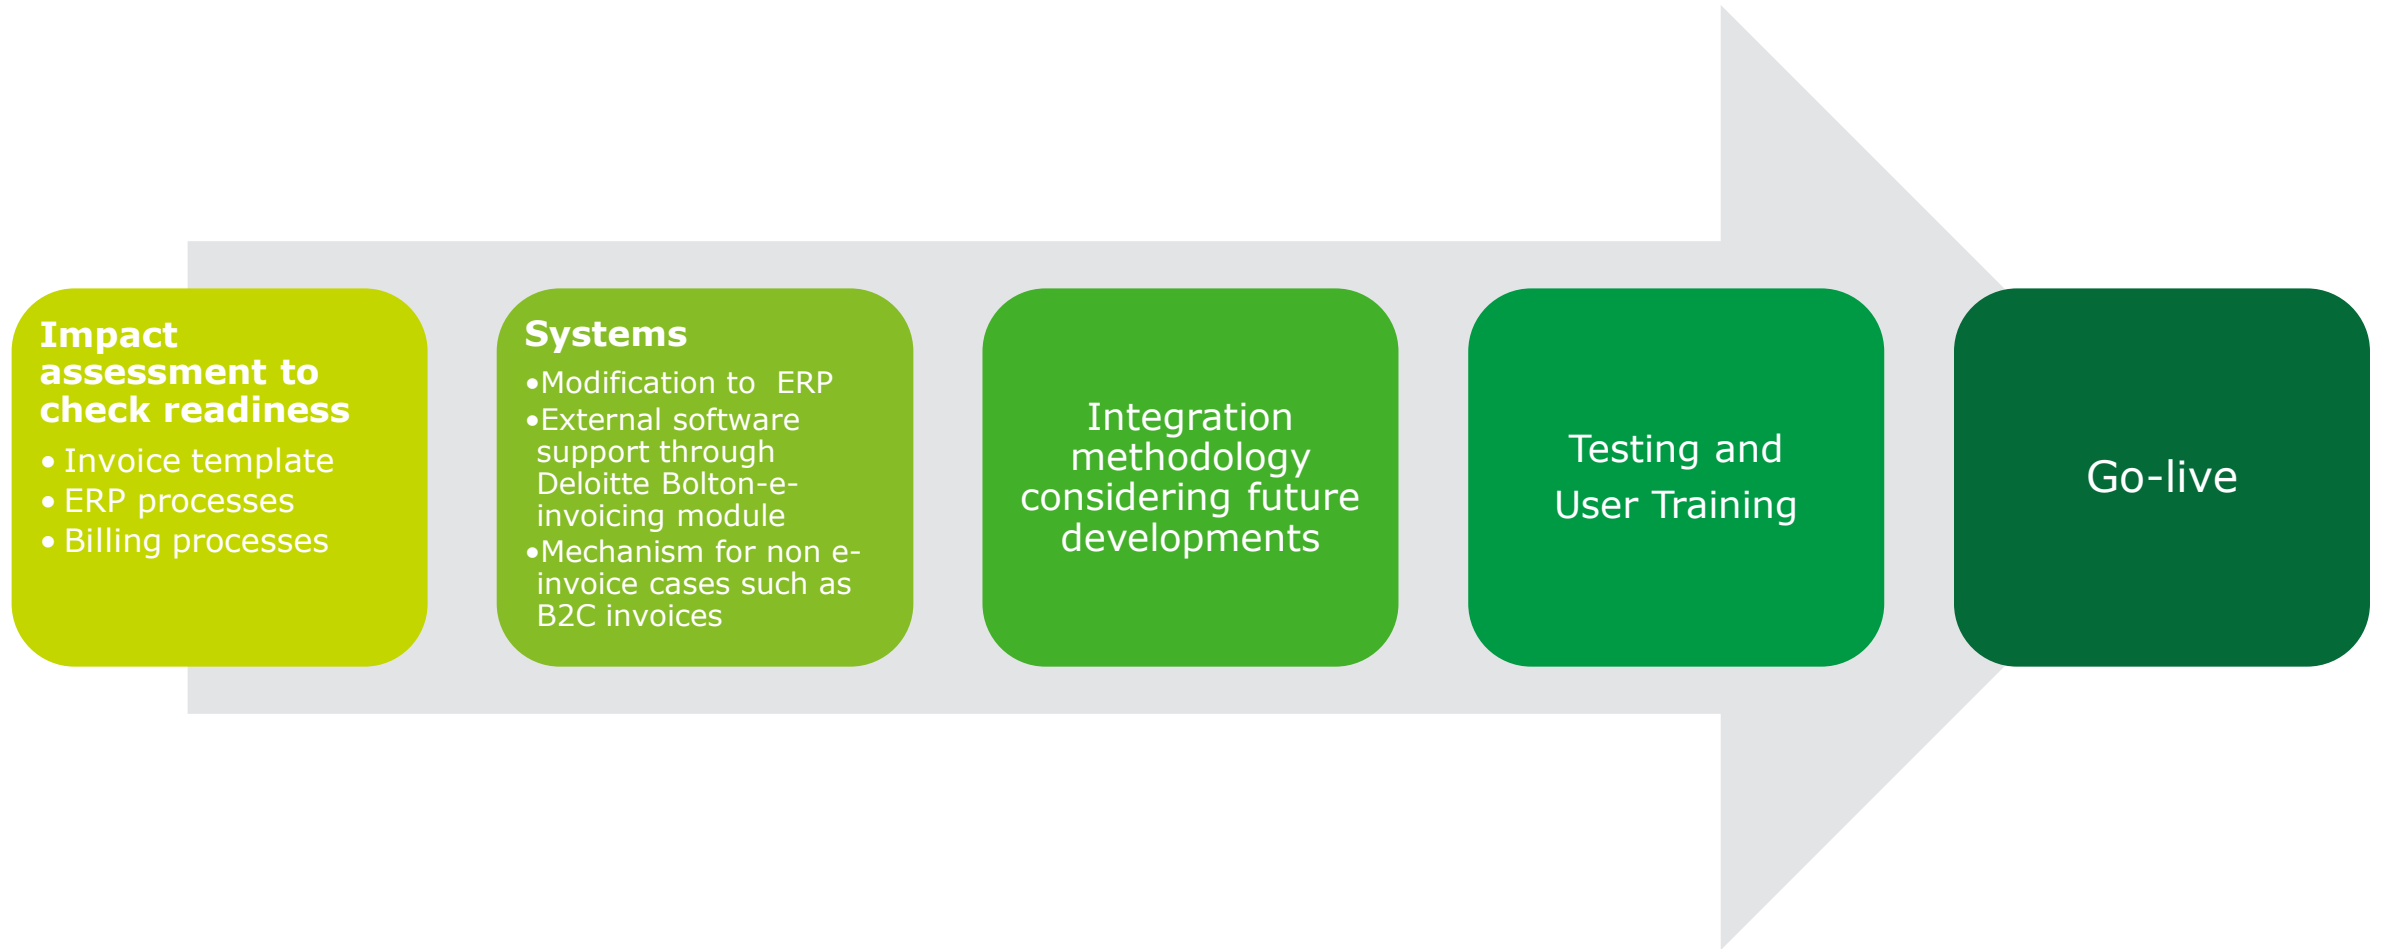 Impact
assessment to
check readiness
• Invoice template
• ERP processes
• Billing processes
Systems
•Modification to  ERP
•External software
support through
Deloitte Bolton-e-
invoicing module
•Mechanism for non e-
invoice cases such as
B2C invoices
Integration
methodology
considering future
developments
Testing and
User Training
Go-live